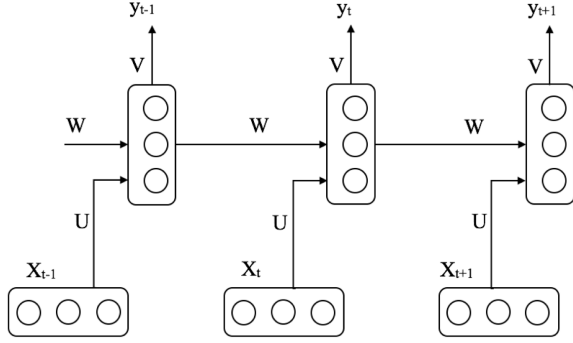 yt-1 yt yt+1
V V V
W W W
U U U
Xt-1 Xt Xt+1